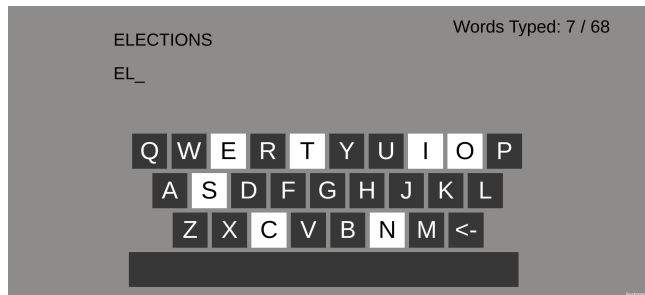 Words Typed: 7 / 68
ELECTIONS
EL_
Q W E R T Y U I O P
A S D F G H J K L
Z X C V B N M <-